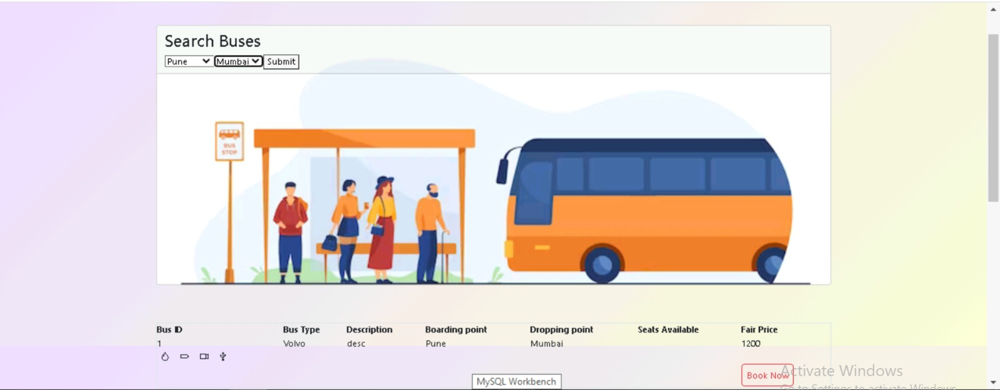 Search Buses
Pune Mumbai Submit
BUS
STOP
Bus ID Bus Type Description Boarding point Dropping point Seats Available Fair Price
1 Volvo desc Pune Mumbai 1200
Book Now
Activate Windows
Go to Settings to activate Windows.
MySQL Workbench